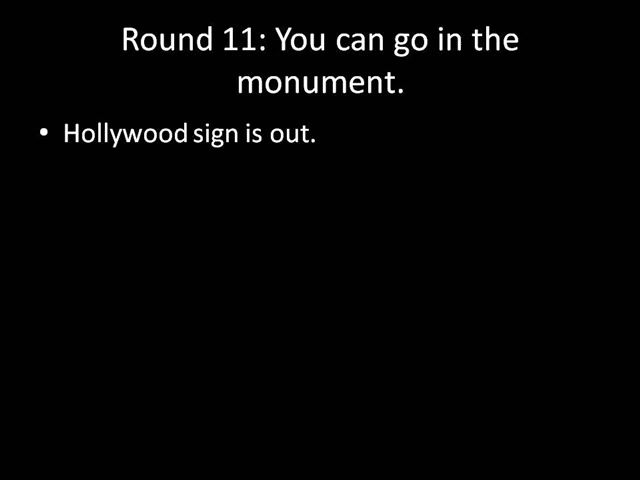 Round 11: You can go in the
monument.
• Hollywood sign is out.